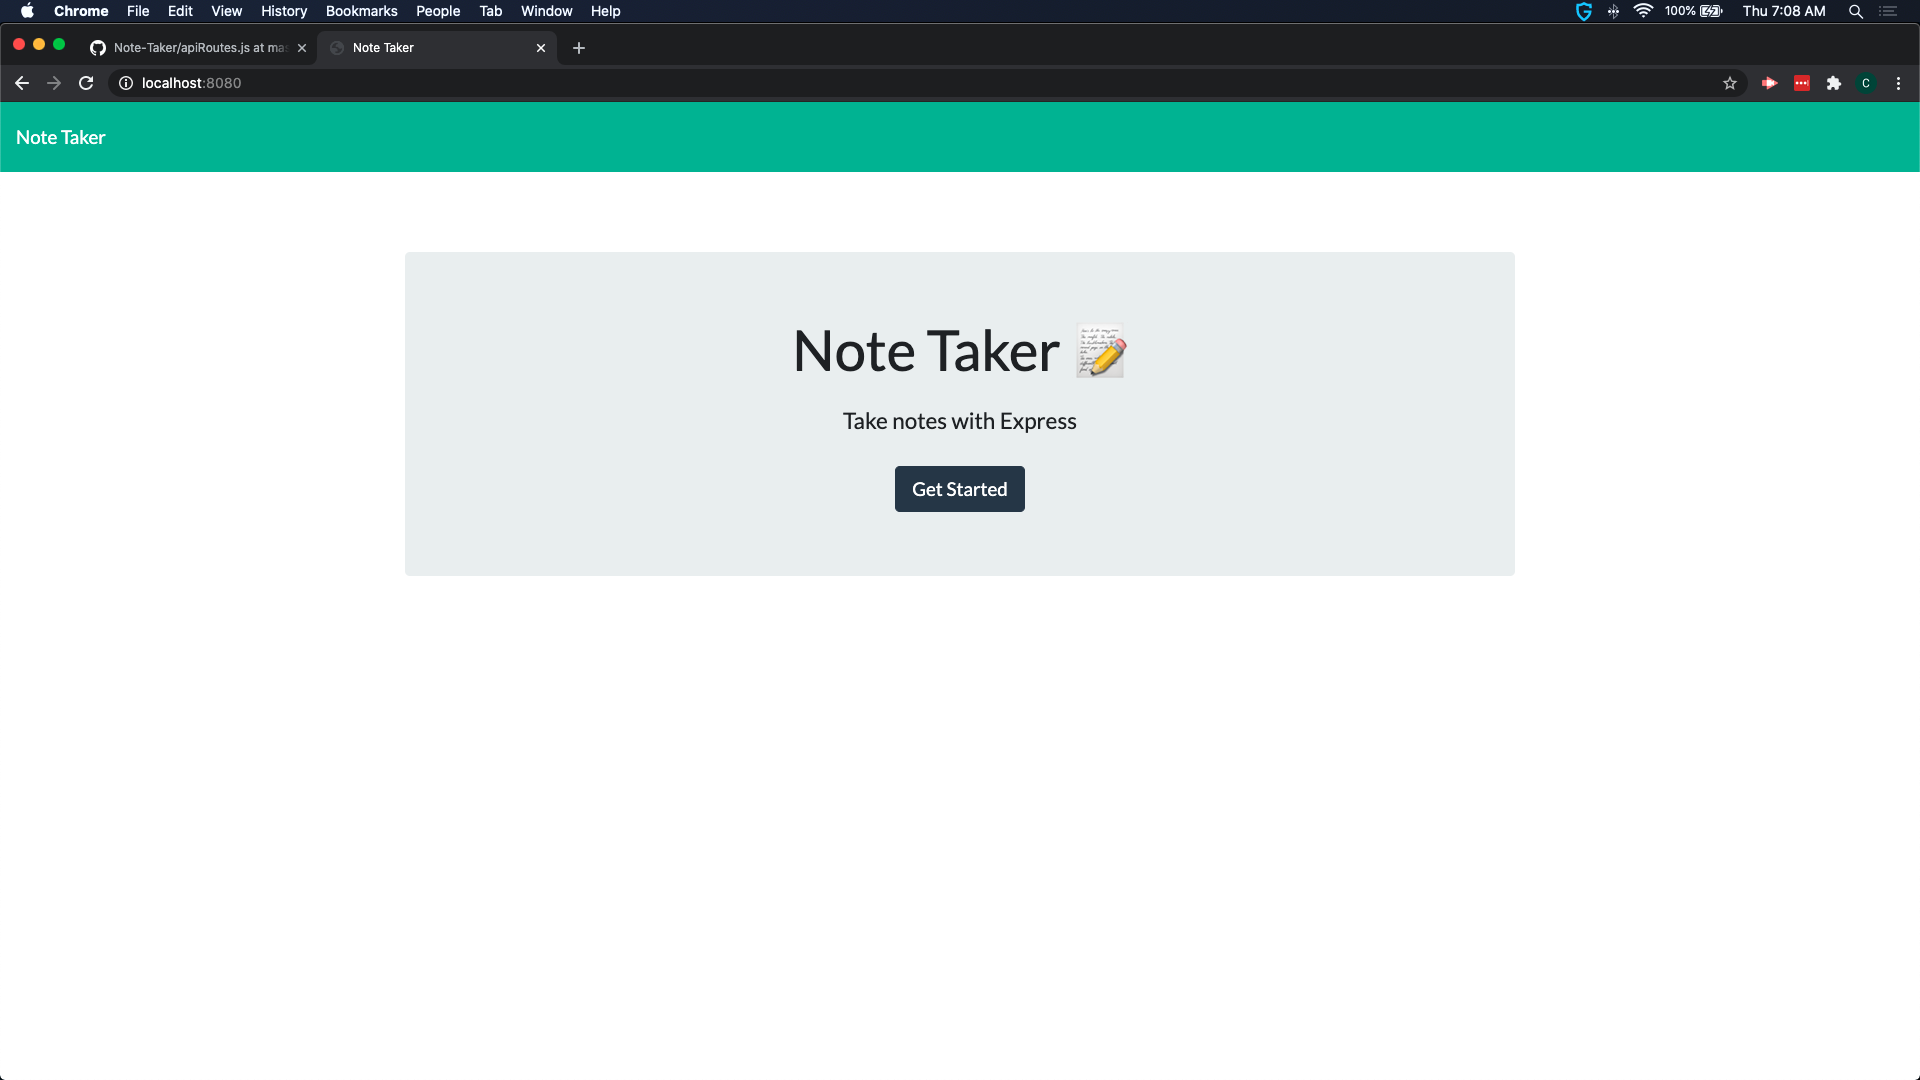 Chrome File Edit View History Bookmarks People Tab Window Help 100% Thu 7:08 AM
Note-Taker/apiRoutes.js at mas Note Taker
localhost:8080 C
Note Taker
Note Taker
Take notes with Express
Get Started